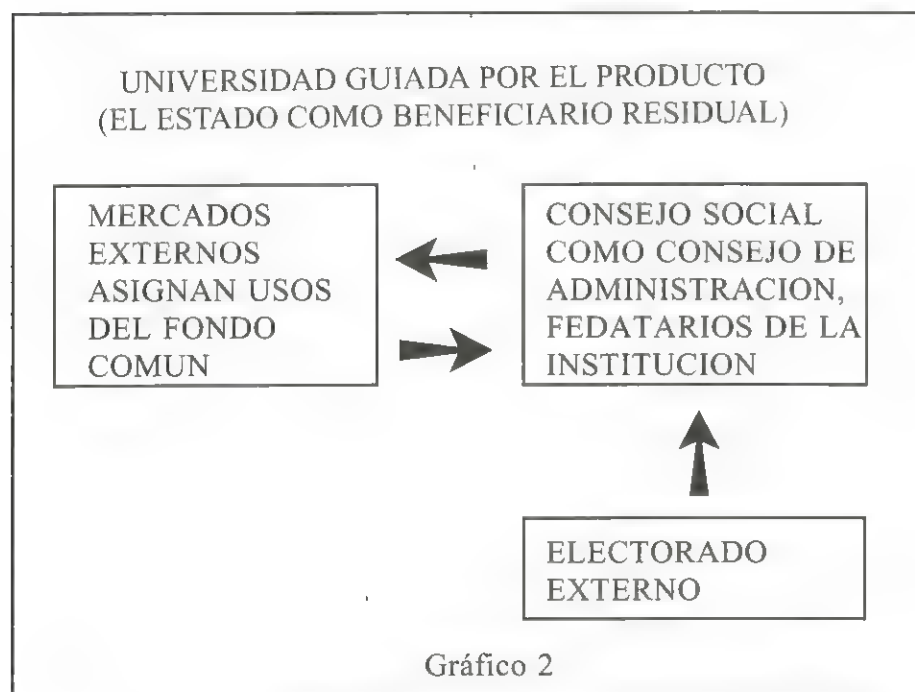 UNIVERSIDAD GUIADA POR EL PRODUCTO
(EL ESTADO COMO BENEFICIARIO RESIDUAL)
MERCADOS
EXTERNOS
ASIGNAN USOS
DEL FONDO
COMUN
CONSEJO SOCIAL
COMO CONSEJO DE
ADMINISTRACION,
FEDATARIOS DE LA
INSTITUCION
ELECTORADO
EXTERNO
Gráfico 2